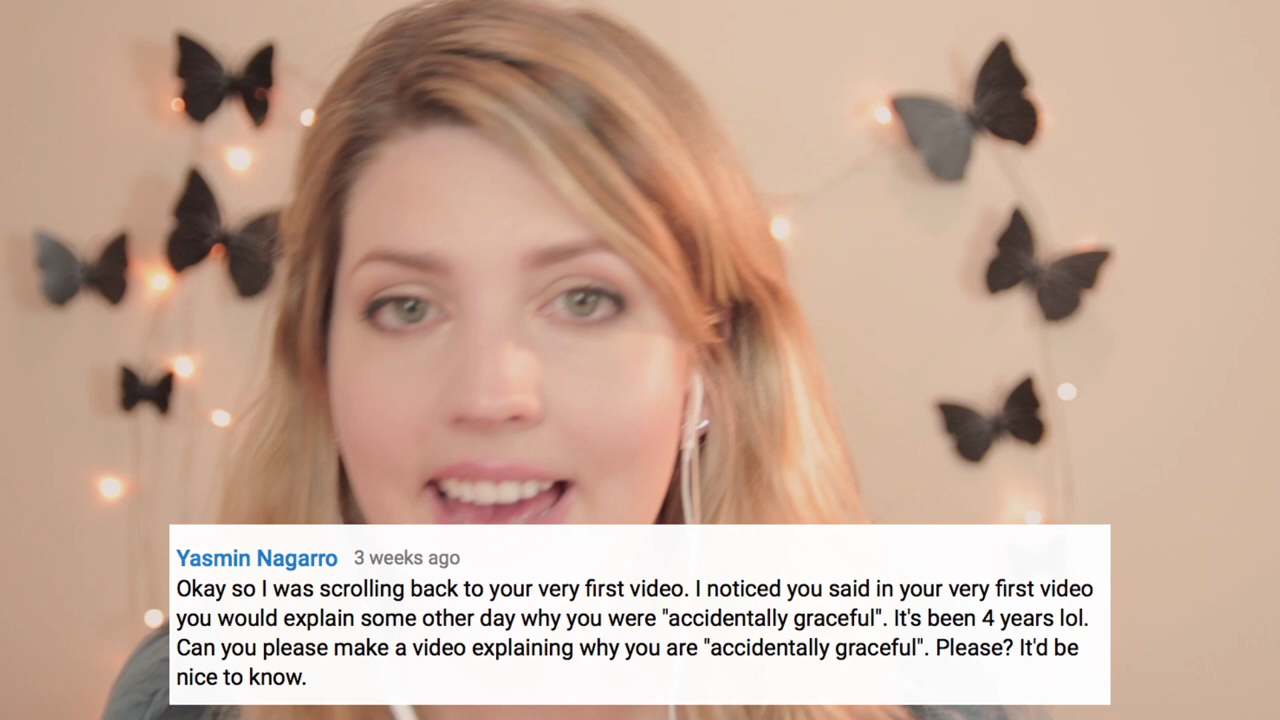 Yasmin Nagarro 3 weeks ago
Okay so I was scrolling back to your very first video. I noticed you said in your very first video
you would explain some other day why you were "accidentally graceful". It's been 4 years lol.
Can you please make a video explaining why you are "accidentally graceful". Please? It'd be
nice to know.